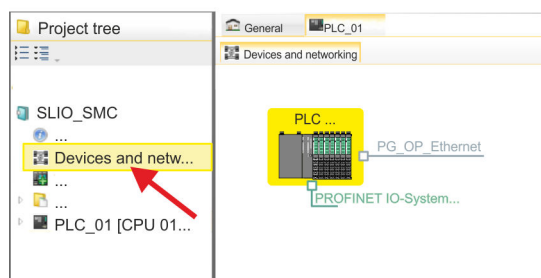 Project tree
General
PLC_01
Devices and networking
SLIO_SMC
...
Devices and netw...
...
...
PLC_01 [CPU 01...
PLC ...
PG_OP_Ethernet
PROFINET IO-System...